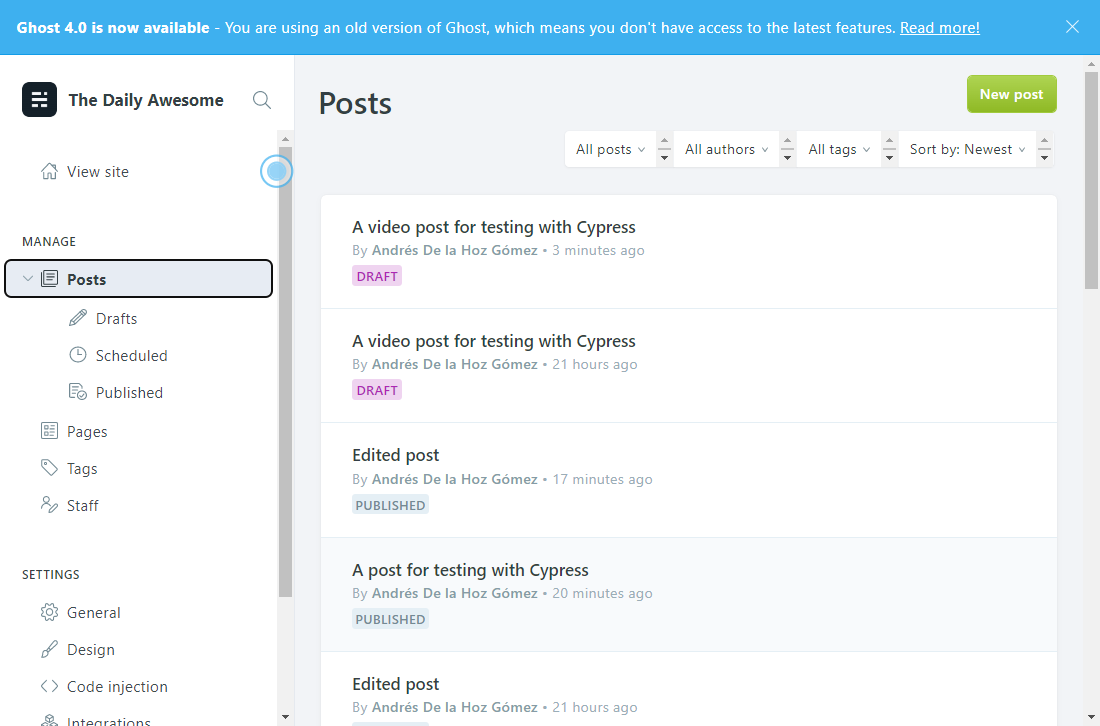 Ghost 4.0 is now available - You are using an old version of Ghost, which means you don't have access to the latest features. Read more!
The Daily Awesome
View site
MANAGE
Posts
Drafts
Scheduled
Published
Pages
Tags
Staff
SETTINGS
General
Design
Code injection
Integrations
Posts
New post
All posts
All authors
All tags
Sort by: Newest
A video post for testing with Cypress
By Andrés De la Hoz Gómez • 3 minutes ago
DRAFT
A video post for testing with Cypress
By Andrés De la Hoz Gómez • 21 hours ago
DRAFT
Edited post
By Andrés De la Hoz Gómez • 17 minutes ago
PUBLISHED
A post for testing with Cypress
By Andrés De la Hoz Gómez • 20 minutes ago
PUBLISHED
Edited post
By Andrés De la Hoz Gómez • 21 hours ago